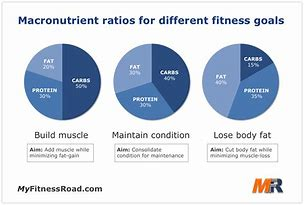 Macronutrient ratios for different fitness goals
FAT
20%
CARBS
50%
PROTEIN
30%
FAT
30%
CARBS
40%
PROTEIN
30%
CARBS
15%
FAT
40%
PROTEIN
35%
Build muscle
Maintain condition
Lose body fat
Aim: Add muscle while
minimizing fat-gain
Aim: Consolidate
condition for maintenance
Aim: Cut body fat while
minimizing muscle-loss
MyFitnessRoad.com
MR